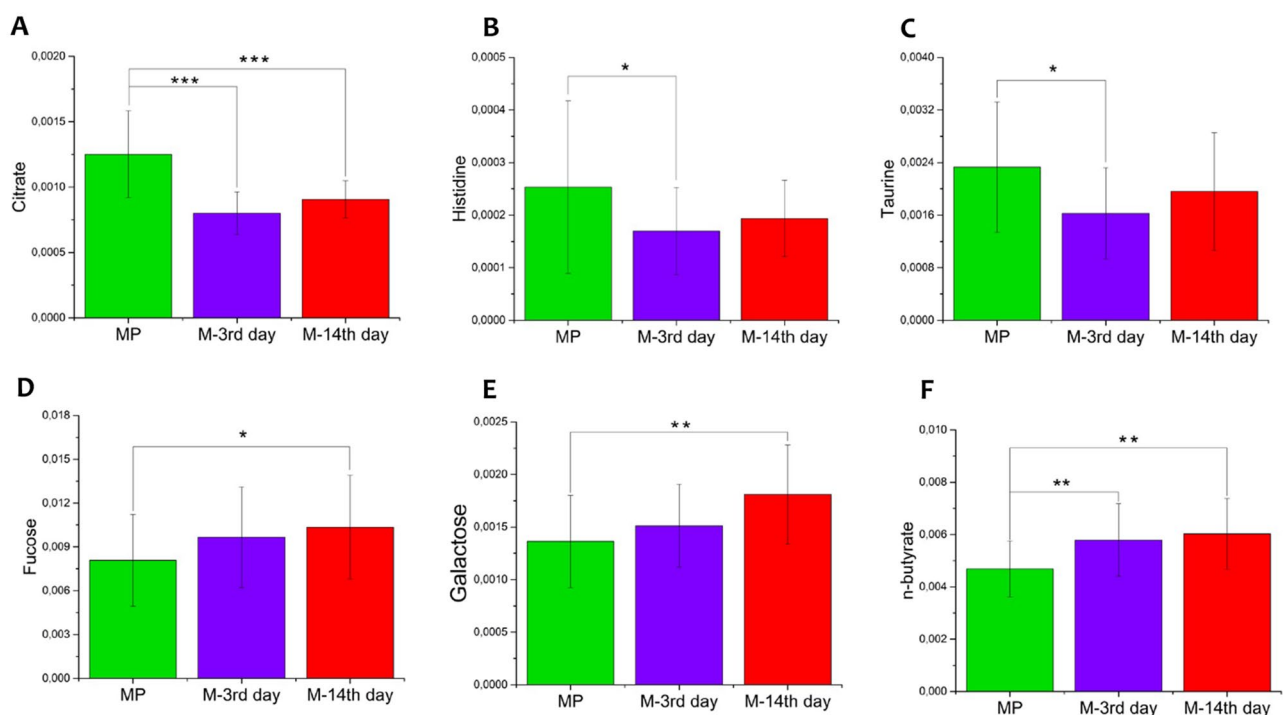 A
Citrate
0,0020
0,0015
0,0010
0,0005
0,0000
***
***
MP
M-3rd day
M-14th day
B
Histidine
0,0005
0,0004
0,0003
0,0002
0,0001
0,0000
*
MP
M-3rd day
M-14th day
C
Taurine
0,0040
0,0032
0,0024
0,0016
0,0008
0,0000
*
MP
M-3rd day
M-14th day
D
Fucose
0,018
0,015
0,012
0,009
0,006
0,003
0,000
*
MP
M-3rd day
M-14th day
E
Galactose
0,0025
0,0020
0,0015
0,0010
0,0005
0,0000
**
MP
M-3rd day
M-14th day
F
n-butyrate
0,010
0,008
0,006
0,004
0,002
0,000
**
**
MP
M-3rd day
M-14th day